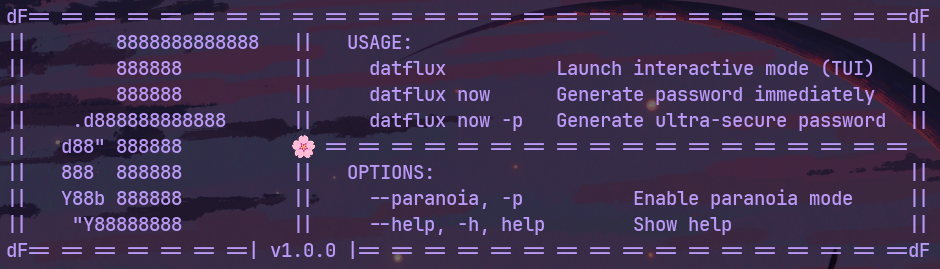 dF== == == == == == == == == == == == == == == == == == == == == == == == == == ==dF
||        8888888888888   ||   USAGE:                                              ||
||        888888          ||     datflux          Launch interactive mode (TUI)    ||
||        888888          ||     datflux now      Generate password immediately    ||
||    .d888888888888      ||     datflux now -p   Generate ultra-secure password  ||
||   d88" 888888          🌸 == == == == == == == == == == == == == == == == == ==
||   888  888888          ||   OPTIONS:                                            ||
||   Y88b 888888          ||     --paranoia, -p          Enable paranoia mode     ||
||    "Y88888888          ||     --help, -h, help        Show help                ||
dF== == == == == == ==| v1.0.0 |== == == == == == == == == == == == == == == == ==dF